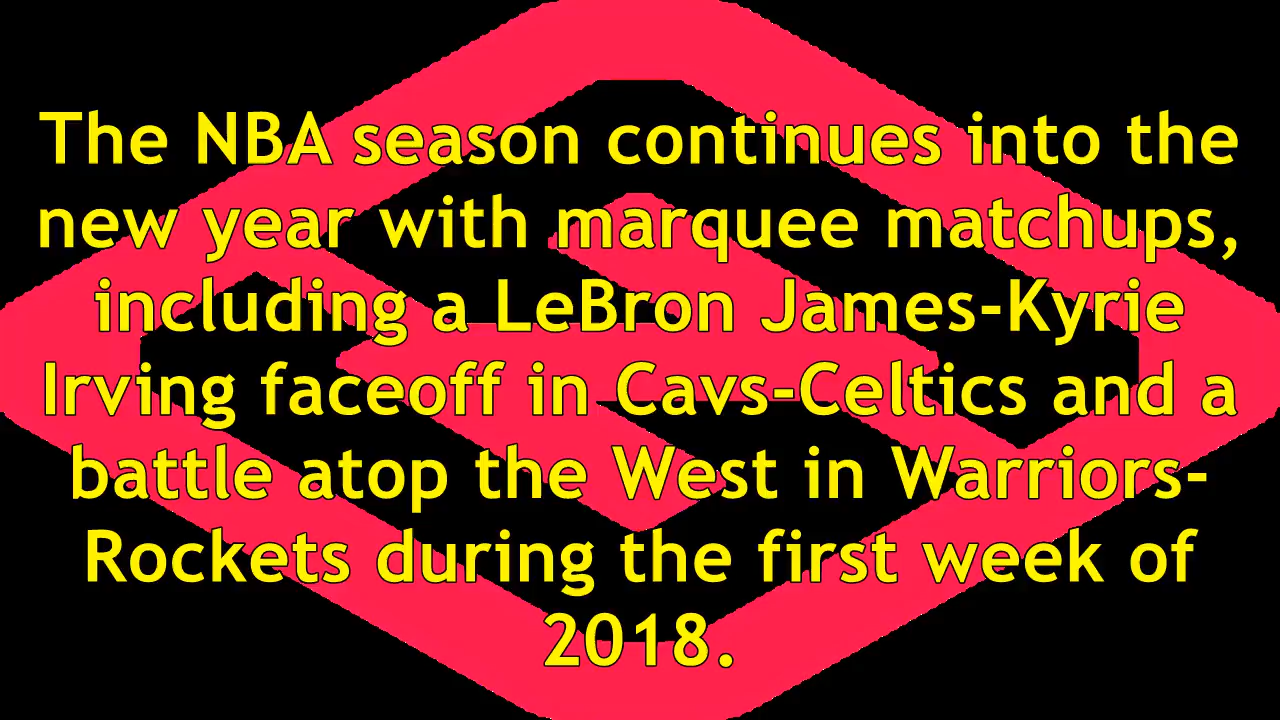 The NBA season continues into the
new year with marquee matchups,
including a LeBron James-Kyrie
Irving faceoff in Cavs-Celtics and a
battle atop the West in Warriors-
Rockets during the first week of
2018.